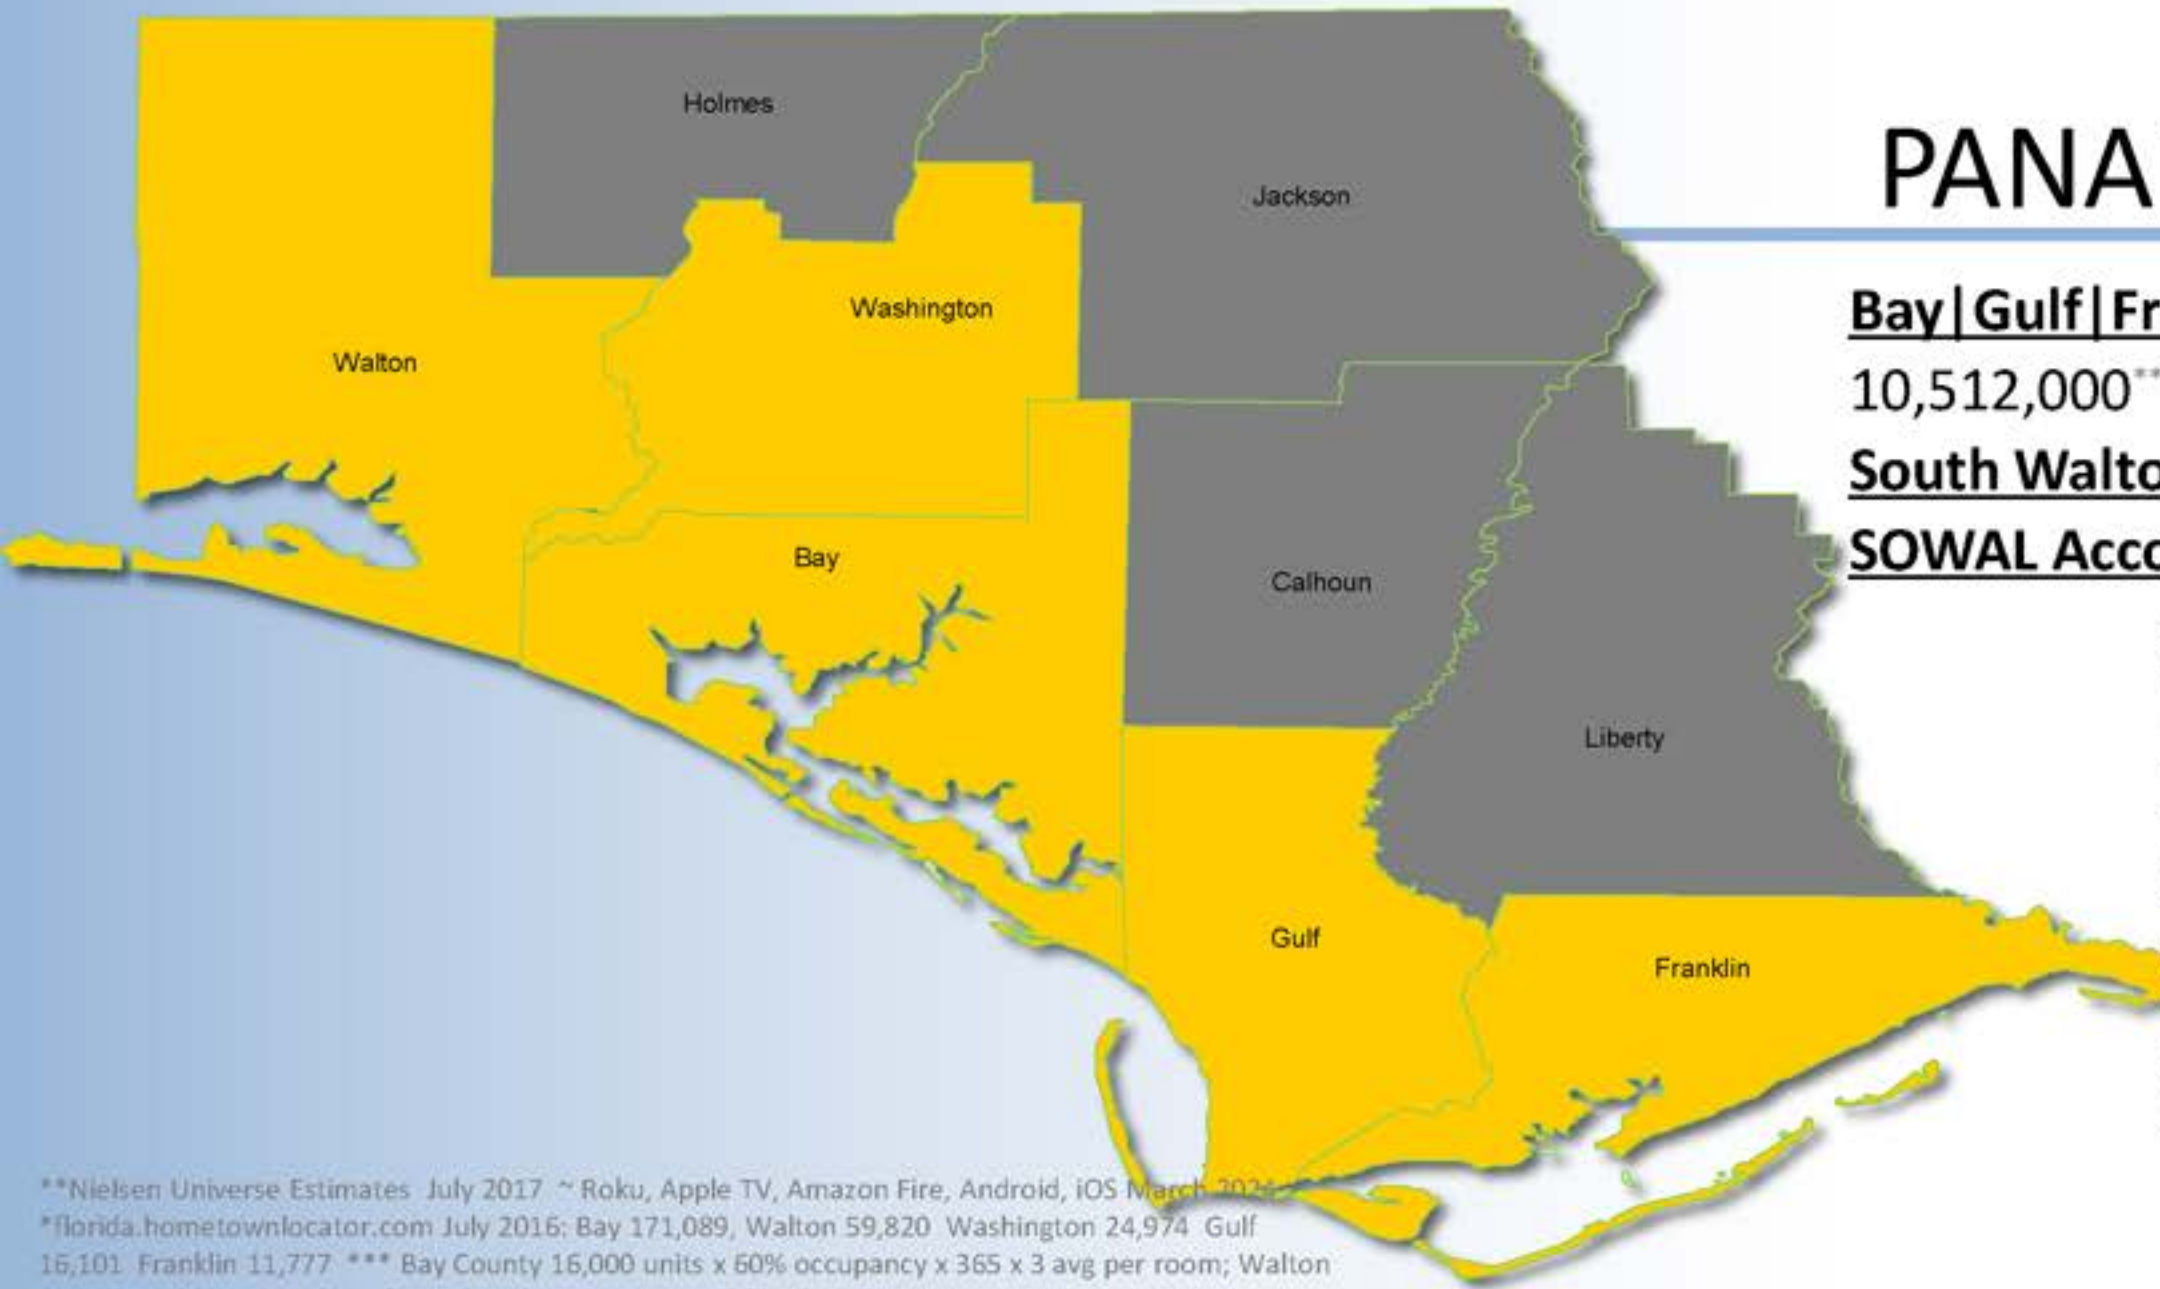 Holmes
Jackson
Washington
Walton
Bay
Calhoun
Liberty
Gulf
Franklin
PANA
Bay|Gulf|Fr
10,512,000**
South Walto
SOWAL Acco
**Nielsen Universe Estimates July 2017 ~ Roku, Apple TV, Amazon Fire, Android, iOS March 2024
*florida.hometownlocator.com July 2016: Bay 171,089, Walton 59,820 Washington 24,974 Gulf
16,101 Franklin 11,777 *** Bay County 16,000 units x 60% occupancy x 365 x 3 avg per room; Walton